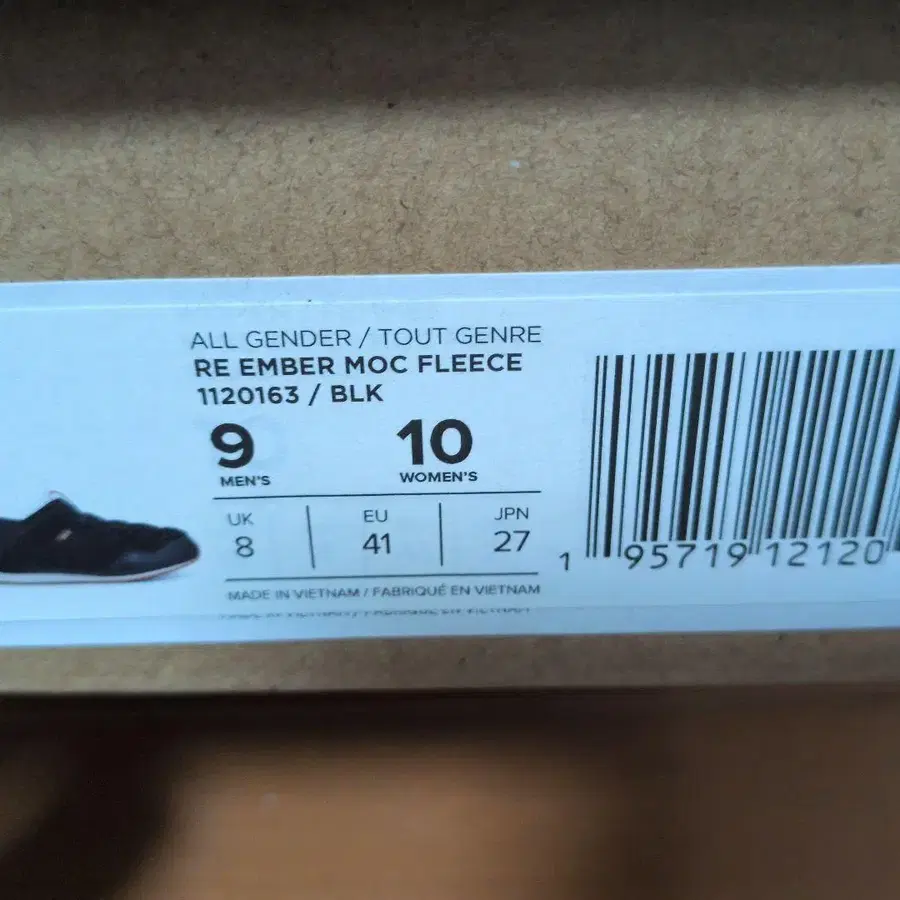 ALL GENDER / TOUT GENRE
RE EMBER MOC FLEECE
1120163 / BLK
9 10
MEN'S WOMEN'S
UK EU JPN
8 41 27
MADE IN VIETNAM / FABRIQUÉ EN VIETNAM
1 95719 12120